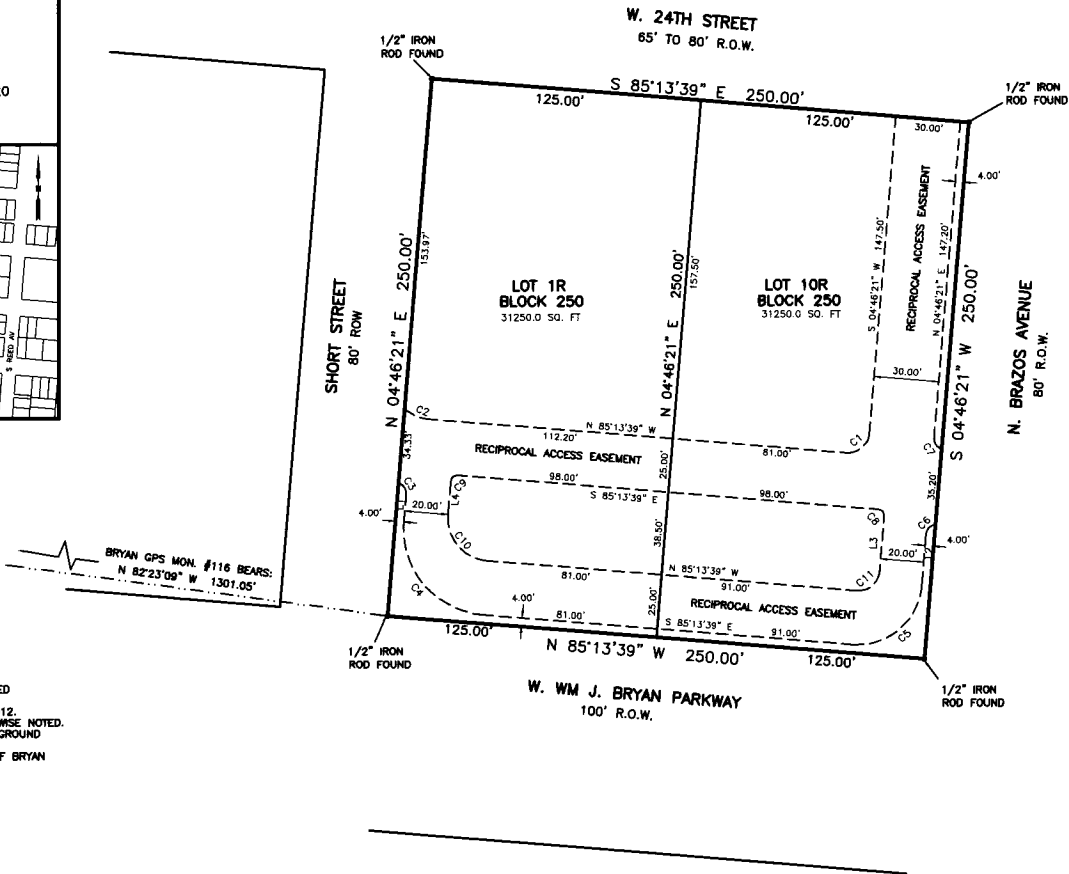 W. 24TH STREET
65' TO 80' R.O.W.
1/2" IRON
ROD FOUND
1/2" IRON
ROD FOUND
S 85°13'39" E 250.00'
125.00'
125.00'
30.00'
4.00'
RECIPROCAL ACCESS EASEMENT
S 04°46'21" W 147.50'
N 04°46'21" E 147.20'
S 04°46'21" W 250.00'
N. BRAZOS AVENUE
80' R.O.W.
SHORT STREET
80' ROW
N 04°46'21" E 250.00'
153.97'
LOT 1R
BLOCK 250
31250.0 SQ. FT
N 04°46'21" E 250.00'
157.50'
LOT 10R
BLOCK 250
31250.0 SQ. FT
30.00'
S REED AV
C2
N 85°13'39" W
112.20'
81.00'
C1
C7
34.33'
RECIPROCAL ACCESS EASEMENT
25.00'
35.20'
C3
C9
L4
98.00'
S 85°13'39" E
98.00'
C8
L3
C6
20.00'
4.00'
20.00'
4.00'
C10
38.50'
81.00'
N 85°13'39" W
91.00'
C11
BRYAN GPS MON. #116 BEARS:
N 82°23'09" W 1301.05'
C4
4.00'
81.00'
25.00'
RECIPROCAL ACCESS EASEMENT
S 85°13'39" E
91.00'
C5
125.00'
N 85°13'39" W 250.00'
125.00'
1/2" IRON
ROD FOUND
1/2" IRON
ROD FOUND
W. WM J. BRYAN PARKWAY
100' R.O.W.
12.
NOTED.
GROUND
BRYAN